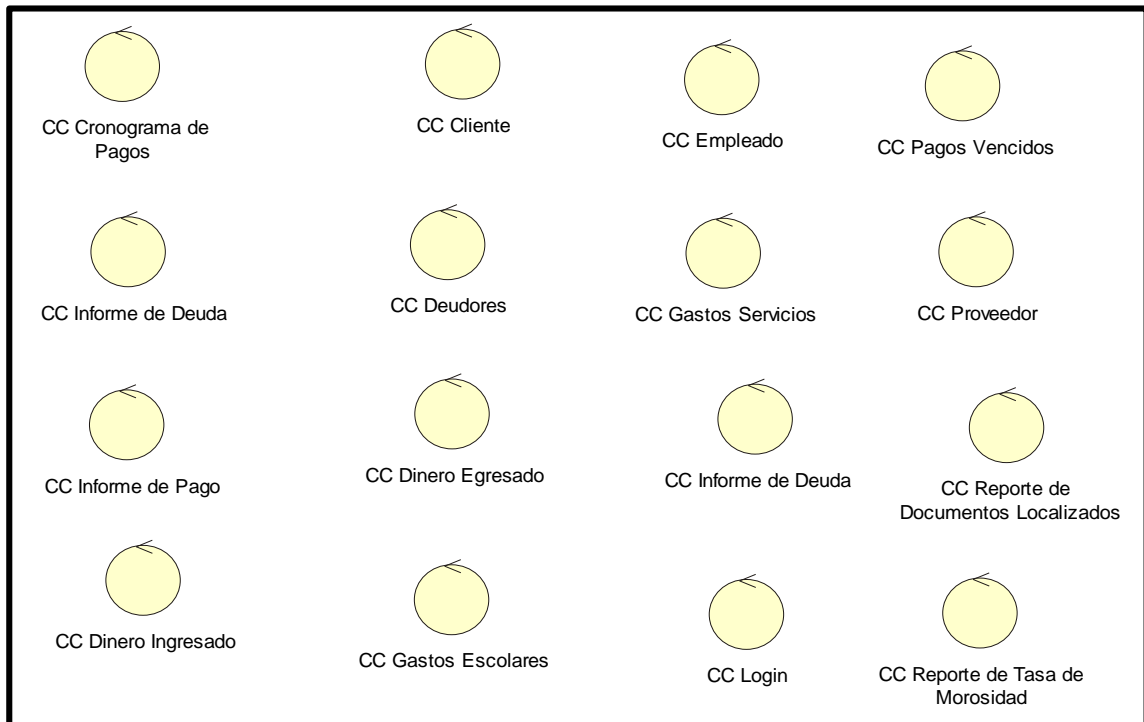 CC Cronograma de
Pagos
CC Cliente
CC Empleado
CC Pagos Vencidos
CC Informe de Deuda
CC Deudores
CC Gastos Servicios
CC Proveedor
CC Informe de Pago
CC Dinero Egresado
CC Informe de Deuda
CC Reporte de
Documentos Localizados
CC Dinero Ingresado
CC Gastos Escolares
CC Login
CC Reporte de Tasa de
Morosidad